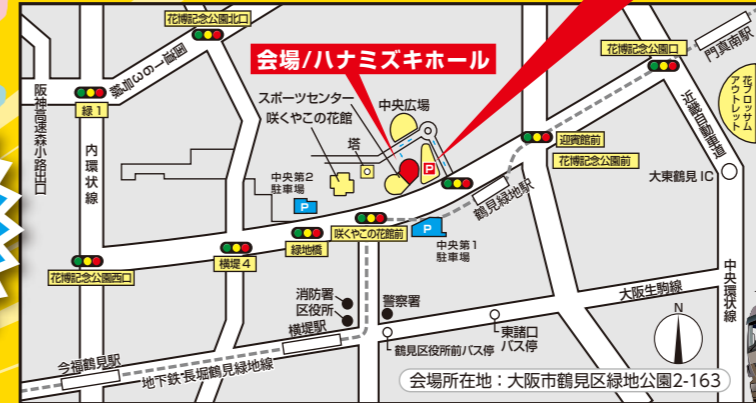 花博記念公園北口
国道163号線
花博記念公園口
門真南駅
会場/ハナミズキホール
スポーツセンター
中央広場
咲くやこの花館
塔
P
花ブロッサム
アウトレット
阪神高速森小路出口
緑1
内環状線
迎賓館前
花博記念公園前
近畿自動車道
大東鶴見IC
中央第2
駐車場
P
鶴見緑地駅
咲くやこの花館前
P
中央第1
駐車場
緑地橋
横堤4
花博記念公園西口
消防署
区役所
警察署
横堤駅
大阪生駒線
中央環状線
N
今福鶴見駅
地下鉄 長堀鶴見緑地線
鶴見区役所前バス停
東諸口
バス停
会場所在地：大阪市鶴見区緑地公園2-163